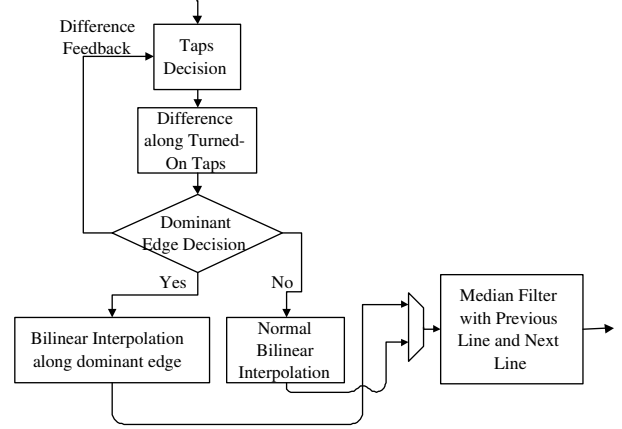 Difference
Feedback
Taps
Decision
Difference
along Turned-
On Taps
Dominant
Edge Decision
Yes
No
Bilinear Interpolation
along dominant edge
Normal
Bilinear
Interpolation
Median Filter
with Previous
Line and Next
Line